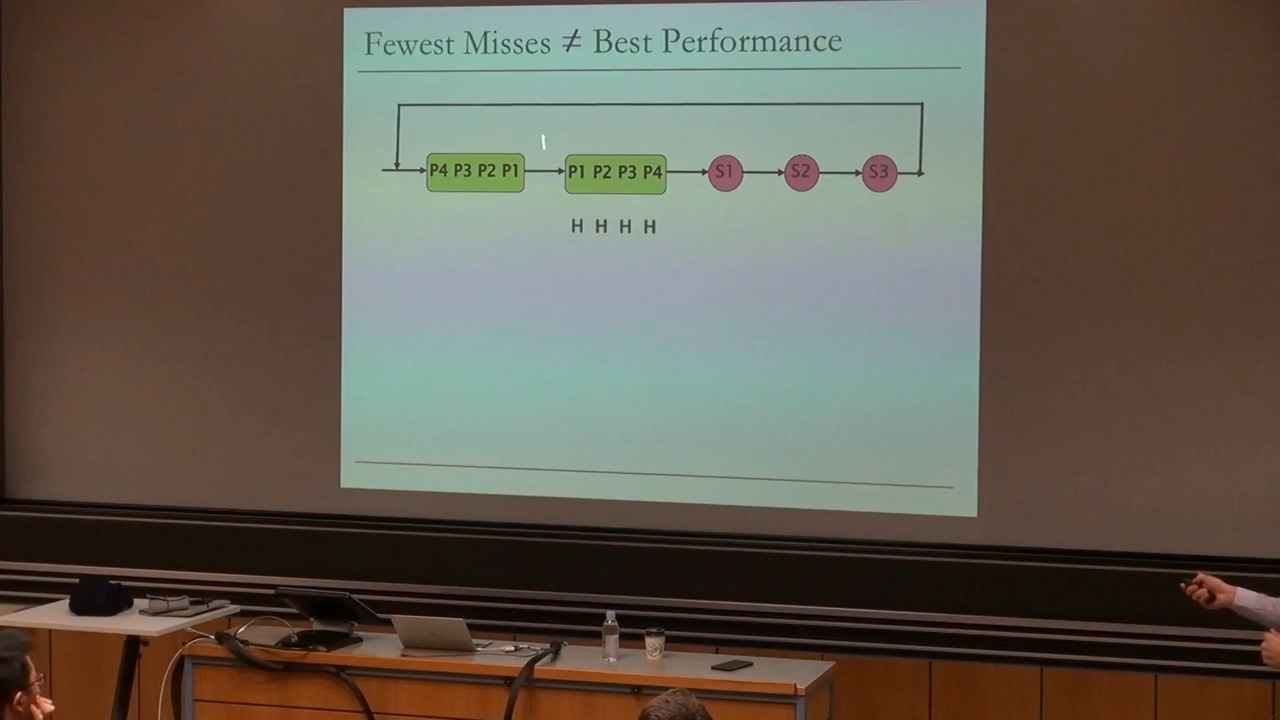 Fewest Misses ≠ Best Performance
P4 P3 P2 P1 P1 P2 P3 P4 S1 S2 S3
H H H H